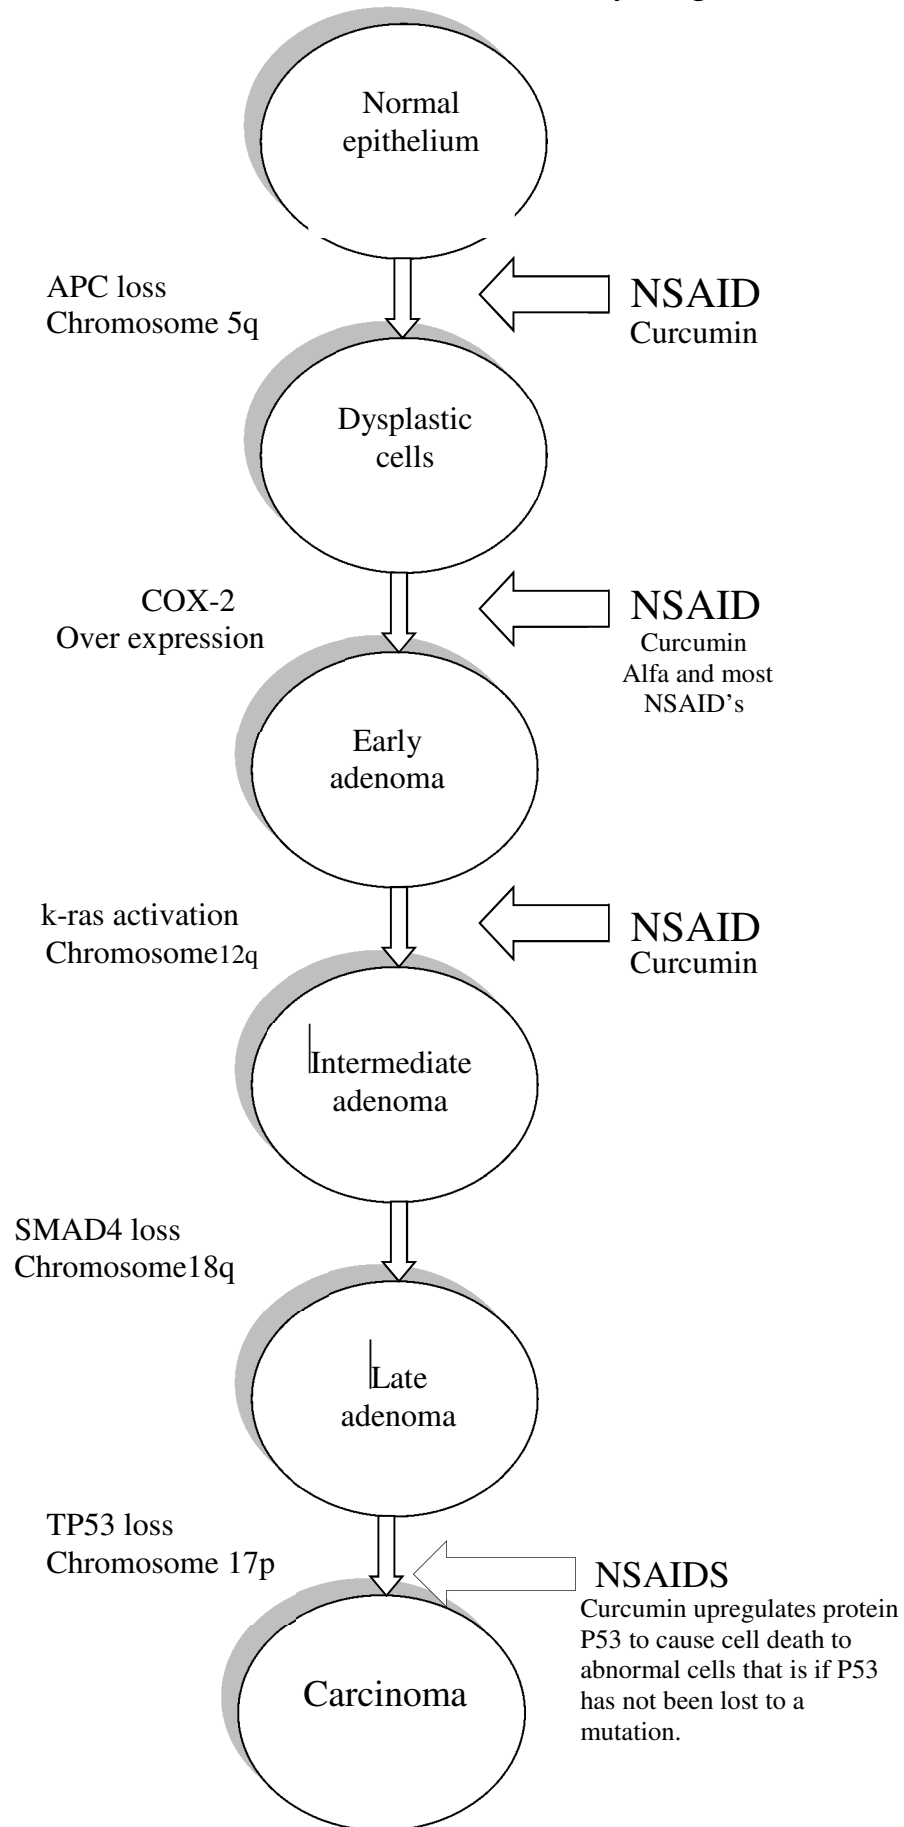 Normal
epithelium
APC loss
Chromosome 5q
NSAID
Curcumin
Dysplastic
cells
COX-2
Over expression
NSAID
Curcumin
Alfa and most
NSAID's
Early
adenoma
k-ras activation
Chromosome12q
NSAID
Curcumin
Intermediate
adenoma
SMAD4 loss
Chromosome18q
Late
adenoma
TP53 loss
Chromosome 17p
NSAIDS
Curcumin upregulates protein
P53 to cause cell death to
abnormal cells that is if P53
has not been lost to a
mutation.
Carcinoma